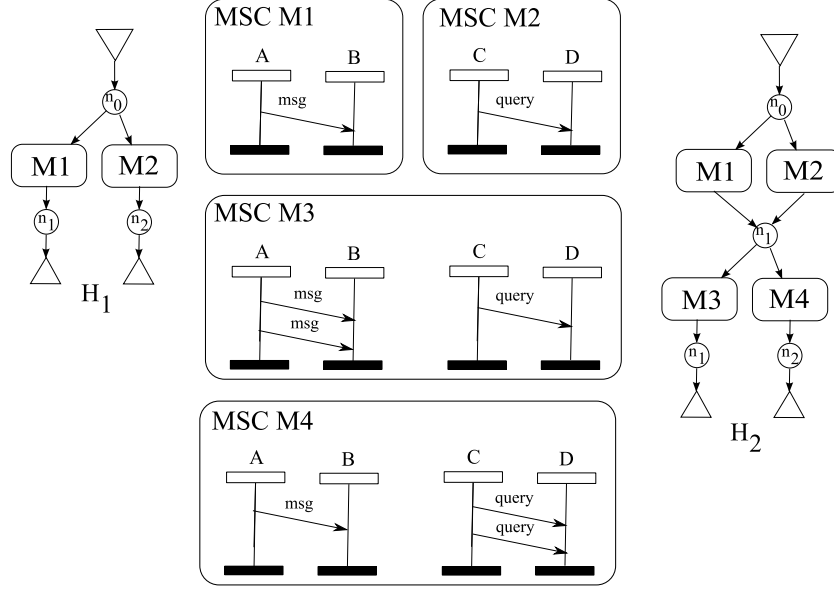 MSC M1
A B
msg
MSC M2
C D
query
n0
M1 M2
n1 n2
H1
MSC M3
A B
msg
msg
C D
query
MSC M4
A B
msg
C D
query
query
n0
M1 M2
n1
M3 M4
n1 n2
H2